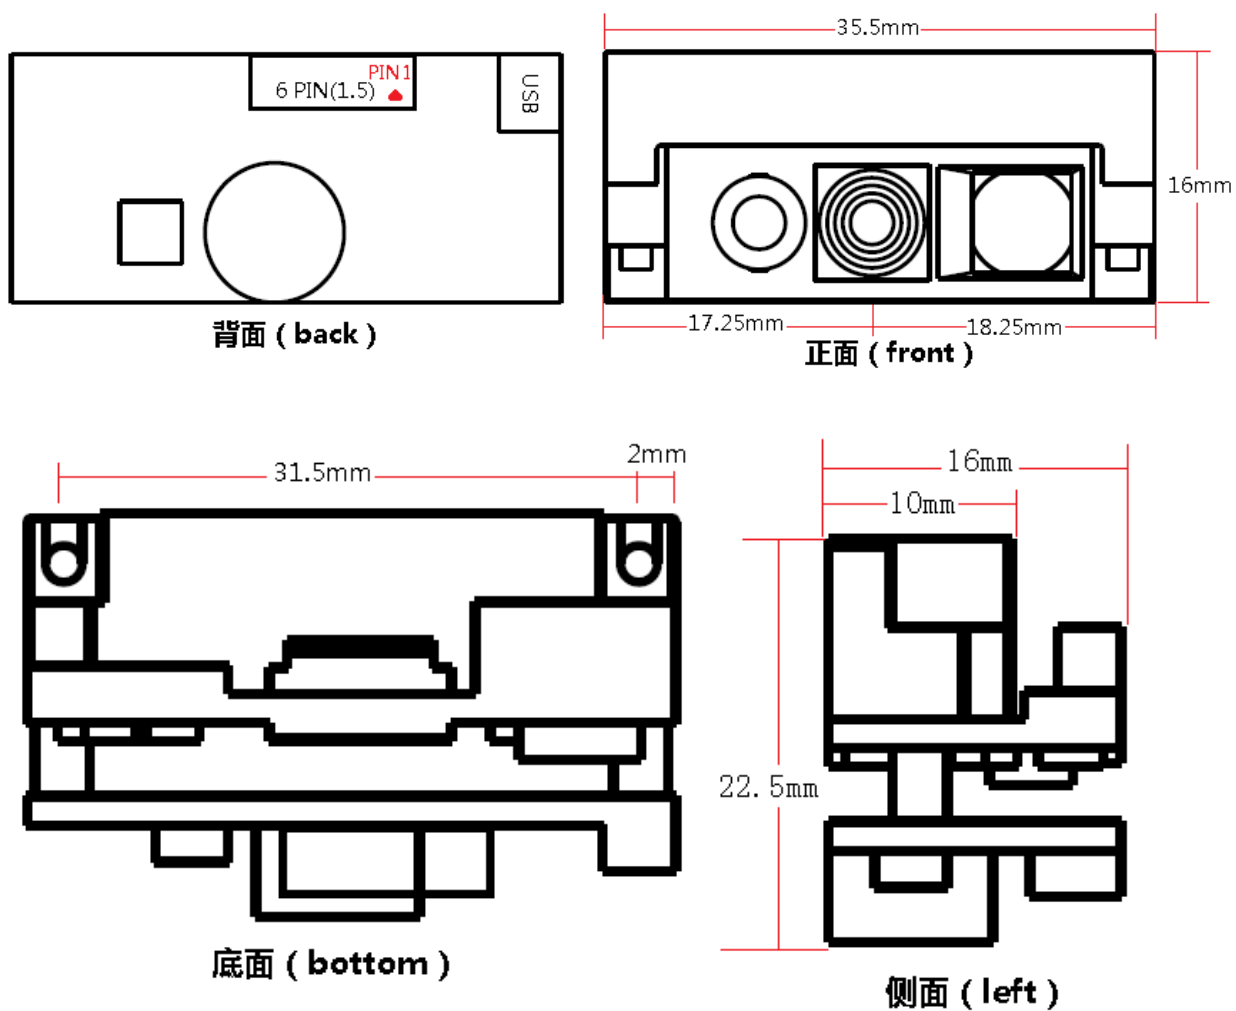 PIN1
6 PIN(1.5)
USB
背面 ( back )
35.5mm
16mm
17.25mm
18.25mm
正面 ( front )
31.5mm
2mm
底面 ( bottom )
16mm
10mm
22.5mm
侧面 ( left )